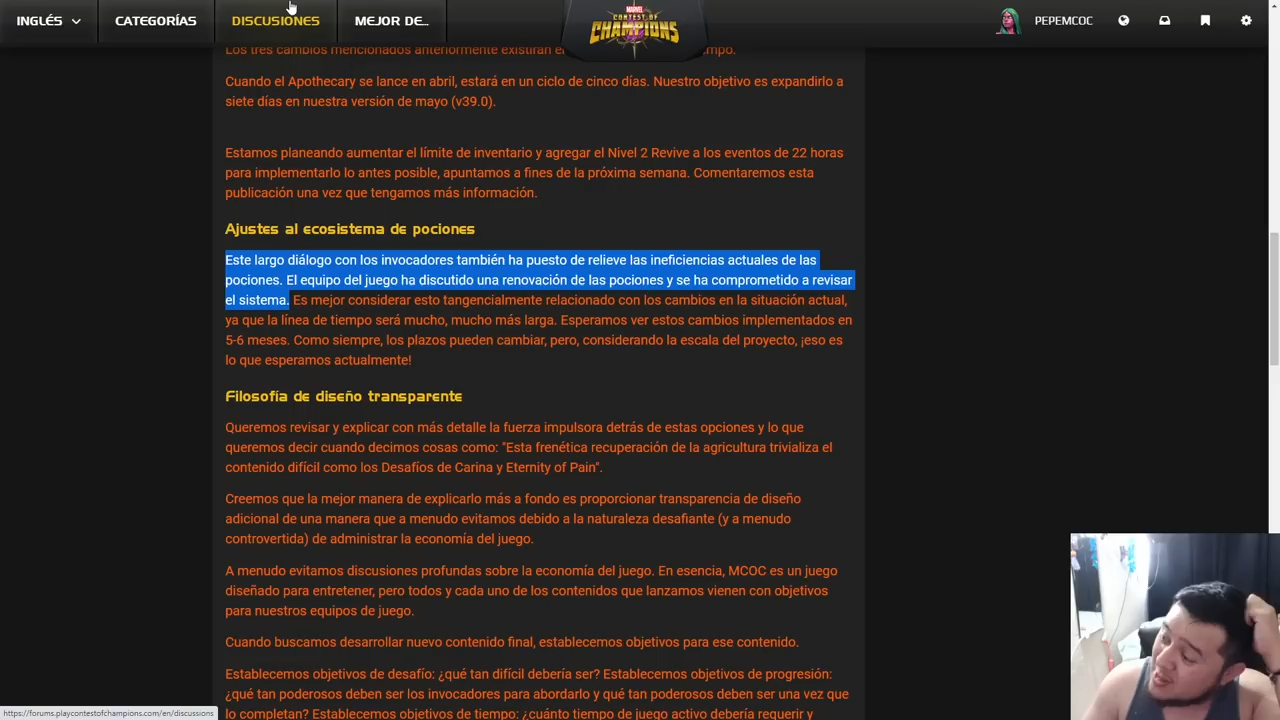 INGLÉS
CATEGORÍAS
DISCUSIONES
MEJOR DE...
MARVEL
CONTEST OF
CHAMPIONS
PEPEMCOC
Los tres cambios mencionados anteriormente existirán
Cuando el Apothecary se lance en abril, estará en un ciclo de cinco días. Nuestro objetivo es expandirlo a
siete días en nuestra versión de mayo (v39.0).
Estamos planeando aumentar el límite de inventario y agregar el Nivel 2 Revive a los eventos de 22 horas
para implementarlo lo antes posible, apuntamos a fines de la próxima semana. Comentaremos esta
publicación una vez que tengamos más información.
Ajustes al ecosistema de pociones
Este largo diálogo con los invocadores también ha puesto de relieve las ineficiencias actuales de las
pociones. El equipo del juego ha discutido una renovación de las pociones y se ha comprometido a revisar
el sistema. Es mejor considerar esto tangencialmente relacionado con los cambios en la situación actual,
ya que la línea de tiempo será mucho, mucho más larga. Esperamos ver estos cambios implementados en
5-6 meses. Como siempre, los plazos pueden cambiar, pero, considerando la escala del proyecto, ¡eso es
lo que esperamos actualmente!
Filosofía de diseño transparente
Queremos revisar y explicar con más detalle la fuerza impulsora detrás de estas opciones y lo que
queremos decir cuando decimos cosas como: "Esta frenética recuperación de la agricultura trivializa el
contenido difícil como los Desafíos de Carina y Eternity of Pain".
Creemos que la mejor manera de explicarlo más a fondo es proporcionar transparencia de diseño
adicional de una manera que a menudo evitamos debido a la naturaleza desafiante (y a menudo
controvertida) de administrar la economía del juego.
A menudo evitamos discusiones profundas sobre la economía del juego. En esencia, MCOC es un juego
diseñado para entretener, pero todos y cada uno de los contenidos que lanzamos vienen con objetivos
para nuestros equipos de juego.
Cuando buscamos desarrollar nuevo contenido final, establecemos objetivos para ese contenido.
Establecemos objetivos de desafío: ¿qué tan difícil debería ser? Establecemos objetivos de progresión:
¿qué tan poderosos deben ser los invocadores para abordarlo y qué tan poderosos deben ser una vez que
lo completan? Establecemos objetivos de tiempo: ¿cuánto tiempo de juego activo debería requerir y
https://forums.playcontestofchampions.com/en/discussions